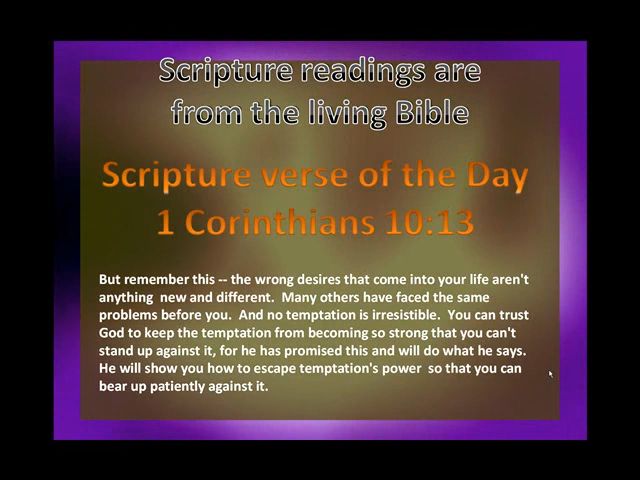 Scripture readings are
from the living Bible
Scripture verse of the Day
1 Corinthians 10:13
But remember this -- the wrong desires that come into your life aren't
anything  new and different.  Many others have faced the same
problems before you.  And no temptation is irresistible.  You can trust
God to keep the temptation from becoming so strong that you can't
stand up against it, for he has promised this and will do what he says.
He will show you how to escape temptation's power  so that you can
bear up patiently against it.